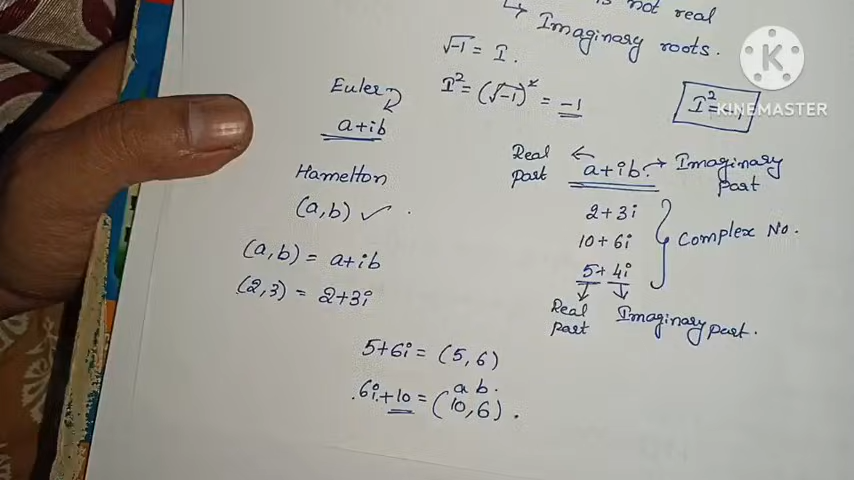 is not real
↳ Imaginary roots.
√-1 = I.
I² = (√-1)² = -1
I² = -1
KINEMASTER
Euler
a+ib
Hamelton
(a,b) ✓.
(a,b) = a+ib
(2,3) = 2+3i
Real part ← a+ib. → Imaginary part
2+3i
10+6i
5+4i
Complex No.
Real part
Imaginary part.
5+6i = (5,6)
a b.
.6i+10 = (10,6).